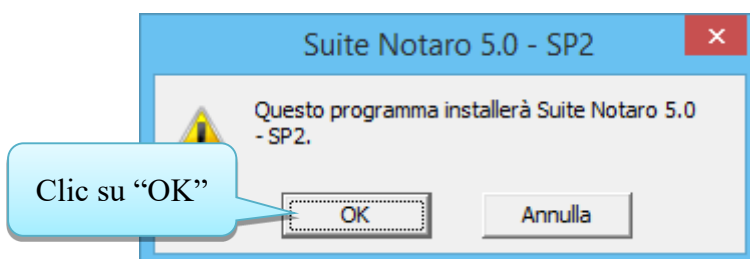 Suite Notaro 5.0 - SP2
Questo programma installerà Suite Notaro 5.0
- SP2.
Clic su “OK”
OK
Annulla